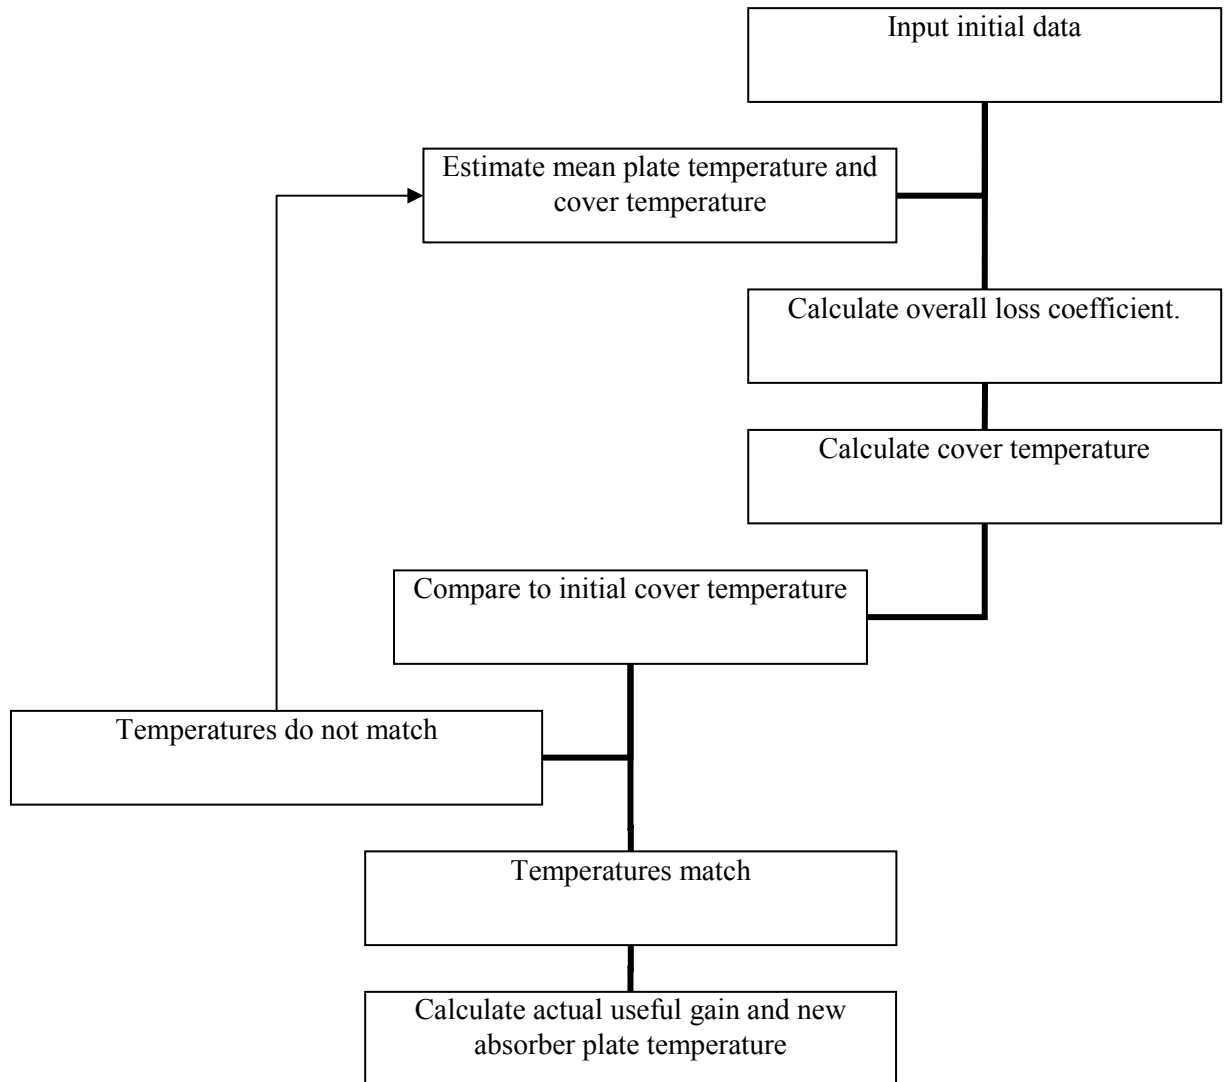 Input initial data
Estimate mean plate temperature and
cover temperature
Calculate overall loss coefficient.
Calculate cover temperature
Compare to initial cover temperature
Temperatures do not match
Temperatures match
Calculate actual useful gain and new
absorber plate temperature